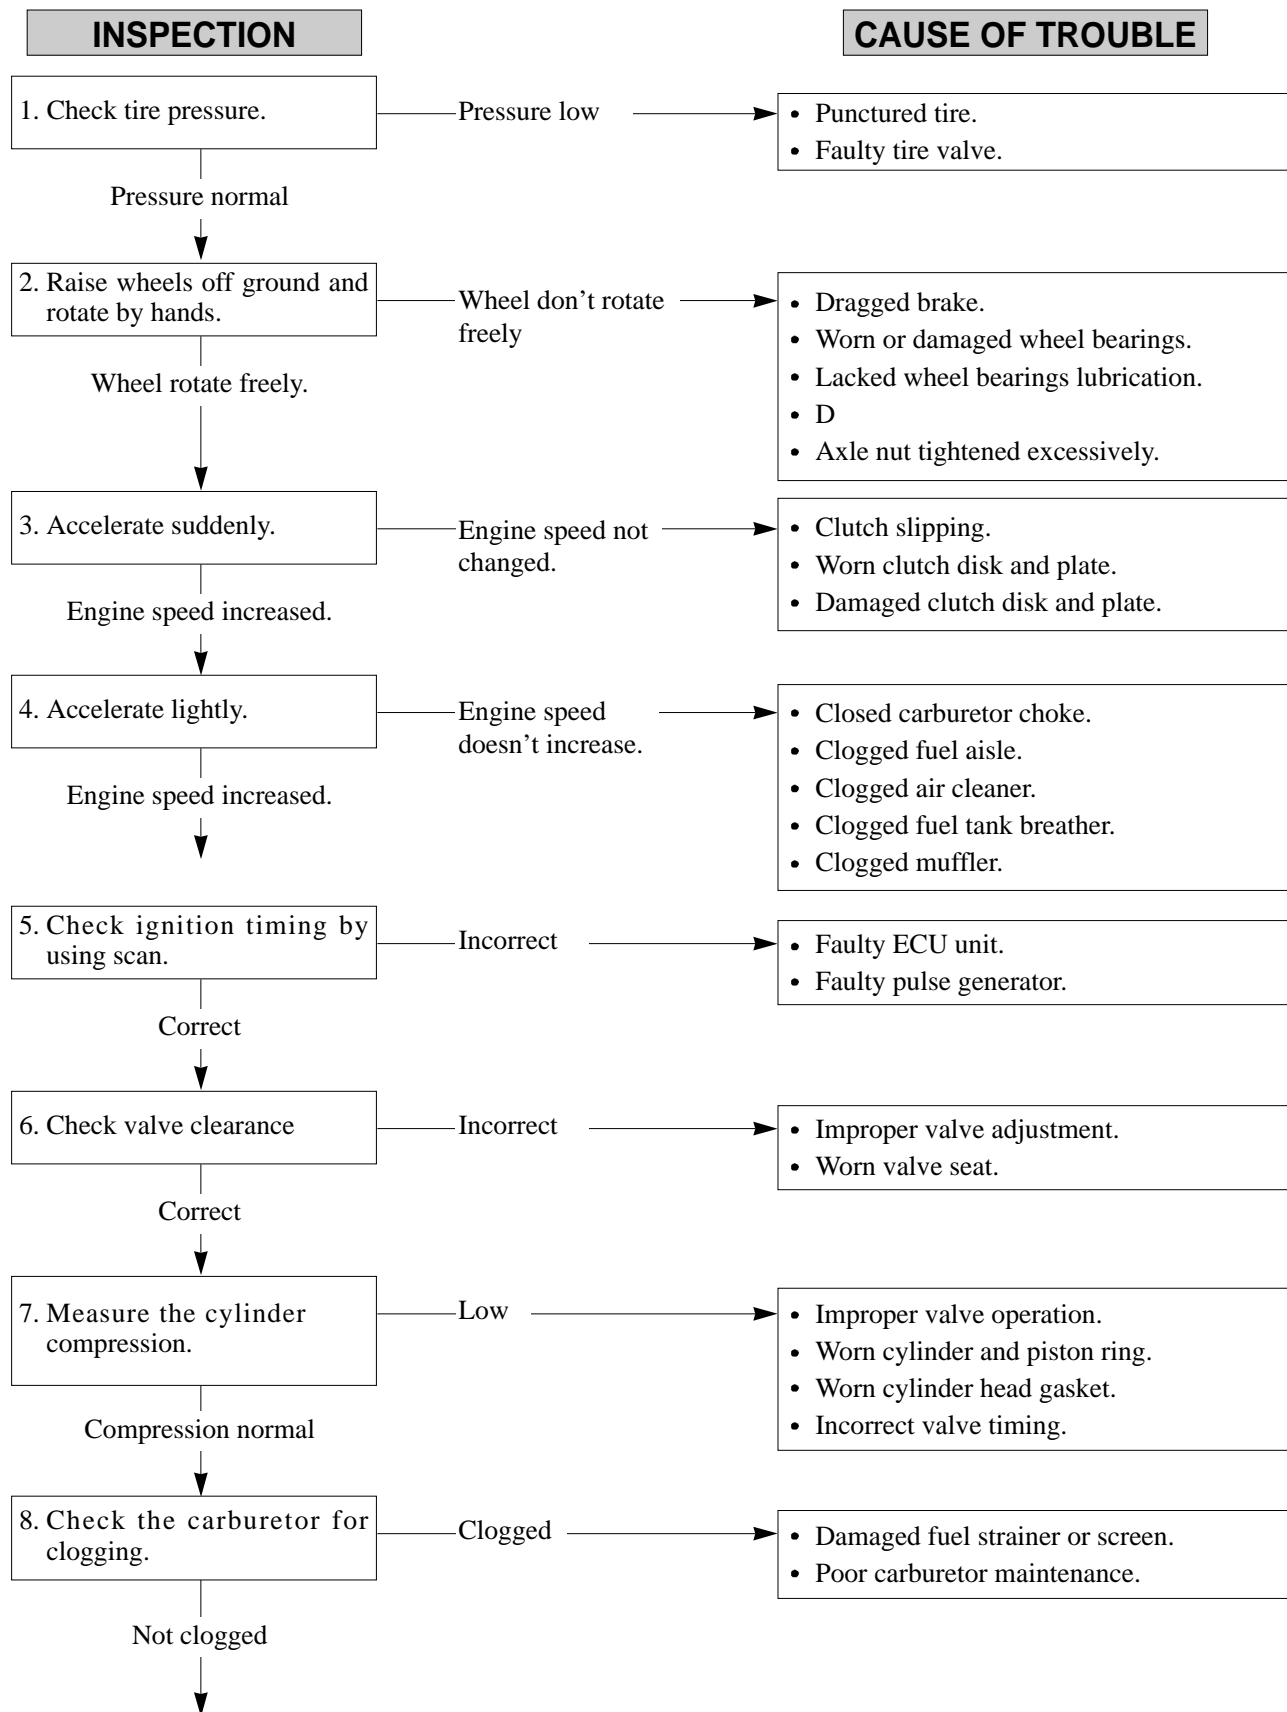 INSPECTION
CAUSE OF TROUBLE
1. Check tire pressure.
Pressure low
• Punctured tire.
• Faulty tire valve.
Pressure normal
2. Raise wheels off ground and
rotate by hands.
Wheel don't rotate
freely
• Dragged brake.
• Worn or damaged wheel bearings.
• Lacked wheel bearings lubrication.
• D
• Axle nut tightened excessively.
Wheel rotate freely.
3. Accelerate suddenly.
Engine speed not
changed.
• Clutch slipping.
• Worn clutch disk and plate.
• Damaged clutch disk and plate.
Engine speed increased.
4. Accelerate lightly.
Engine speed
doesn't increase.
• Closed carburetor choke.
• Clogged fuel aisle.
• Clogged air cleaner.
• Clogged fuel tank breather.
• Clogged muffler.
Engine speed increased.
5. Check ignition timing by
using scan.
Incorrect
• Faulty ECU unit.
• Faulty pulse generator.
Correct
6. Check valve clearance
Incorrect
• Improper valve adjustment.
• Worn valve seat.
Correct
7. Measure the cylinder
compression.
Low
• Improper valve operation.
• Worn cylinder and piston ring.
• Worn cylinder head gasket.
• Incorrect valve timing.
Compression normal
8. Check the carburetor for
clogging.
Clogged
• Damaged fuel strainer or screen.
• Poor carburetor maintenance.
Not clogged